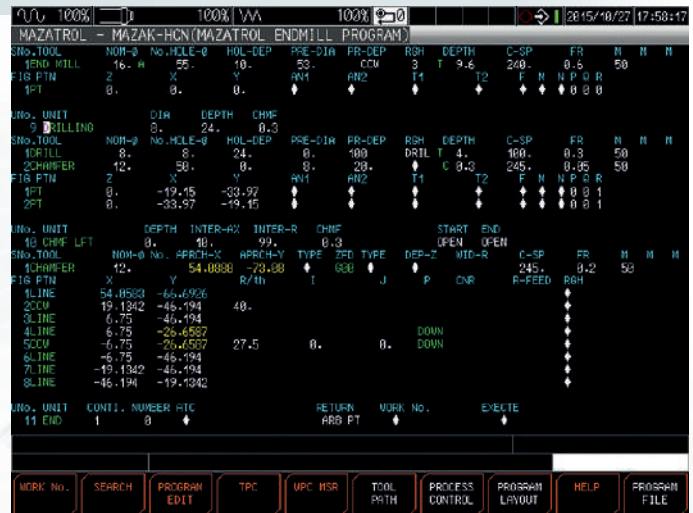 100% 100% 100% 0 2015/10/27 17:58:17
MAZATROL - MAZAK-HCN(MAZATROL ENDMILL PROGRAM)
SNo.TOOL NOM-ø No.HOLE-ø HOL-DEP PRE-DIA PR-DEP RGH DEPTH C-SP FR M M M
1END MILL 16. A 55. 10. 53. CCW 3 T 9.6 240. 0.6 50
FIG PTN Z X Y AN1 AN2 T1 T2 F M N P Q R
1PT 0. 0. 0. ♦ ♦ ♦ ♦ ♦ ♦ ♦ 0 0 0
UNo. UNIT DIA DEPTH CHMF
9 DRILLING 8. 24. 0.3
SNo.TOOL NOM-ø No.HOLE-ø HOL-DEP PRE-DIA PR-DEP RGH DEPTH C-SP FR M M M
1DRILL 8. 8. 24. 0. 100 DRIL T 4. 100. 0.3 50
2CHAMFER 12. 50. 0. 8. 20. ♦ C 0.3 245. 0.05 50
FIG PTN Z X Y AN1 AN2 T1 T2 F M N P Q R
1PT 0. -19.15 -33.97 ♦ ♦ ♦ ♦ ♦ ♦ ♦ 0 0 1
2PT 0. -33.97 -19.15 ♦ ♦ ♦ ♦ ♦ ♦ ♦ 0 0 1
UNo. UNIT DEPTH INTER-AX INTER-R CHMF START END
10 CHMF LFT 0. 10. 99. 0.3 OPEN OPEN
SNo.TOOL NOM-ø No. APRCH-X APRCH-Y TYPE ZFD TYPE DEP-Z WID-R C-SP FR M M M
1CHAMFER 12. 54.0888 -73.08 ♦ G00 ♦ ♦ 245. 0.2 50
FIG PTN X Y R/th I J P CNR R-FEED RGH
1LINE 54.0583 -66.6926 ♦
2CCW 19.1342 -46.194 40. ♦
3LINE 6.75 -46.194 ♦
4LINE 6.75 -26.6587 DOWN ♦
5CCW -6.75 -26.6587 27.5 0. 0. DOWN ♦
6LINE -6.75 -46.194 ♦
7LINE -19.1342 -46.194 ♦
8LINE -46.194 -19.1342 ♦
UNo. UNIT CONTI. NUMBER ATC RETURN WORK No. EXECTE
11 END 1 0 ♦ ARB PT ♦ ♦
WORK No. SEARCH PROGRAM EDIT TPC VPC MSR TOOL PATH PROCESS CONTROL PROGRAM LAYOUT HELP PROGRAM FILE